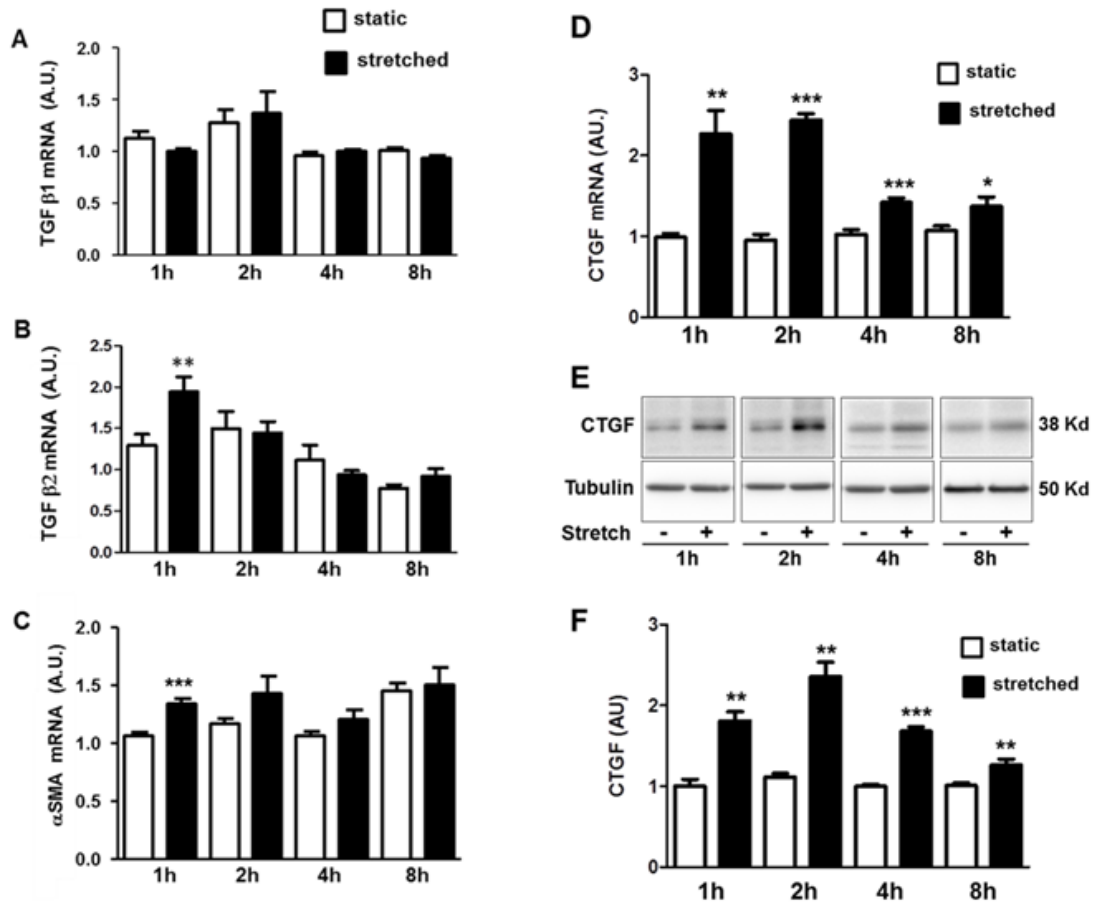 A
static
stretched
TGF β1 mRNA (A.U.)
2.0
1.5
1.0
0.5
0.0
1h 2h 4h 8h
B
TGF β2 mRNA (A.U.)
2.5
2.0
1.5
1.0
0.5
0.0
**
1h 2h 4h 8h
C
αSMA mRNA (A.U.)
2.0
1.5
1.0
0.5
0.0
***
1h 2h 4h 8h
D
static
stretched
CTGF mRNA (AU.)
3
2
1
0
** *** *** *
1h 2h 4h 8h
E
CTGF 38 Kd
Tubulin 50 Kd
Stretch - + - + - + - +
1h 2h 4h 8h
F
static
stretched
CTGF (AU)
3
2
1
0
** ** *** **
1h 2h 4h 8h